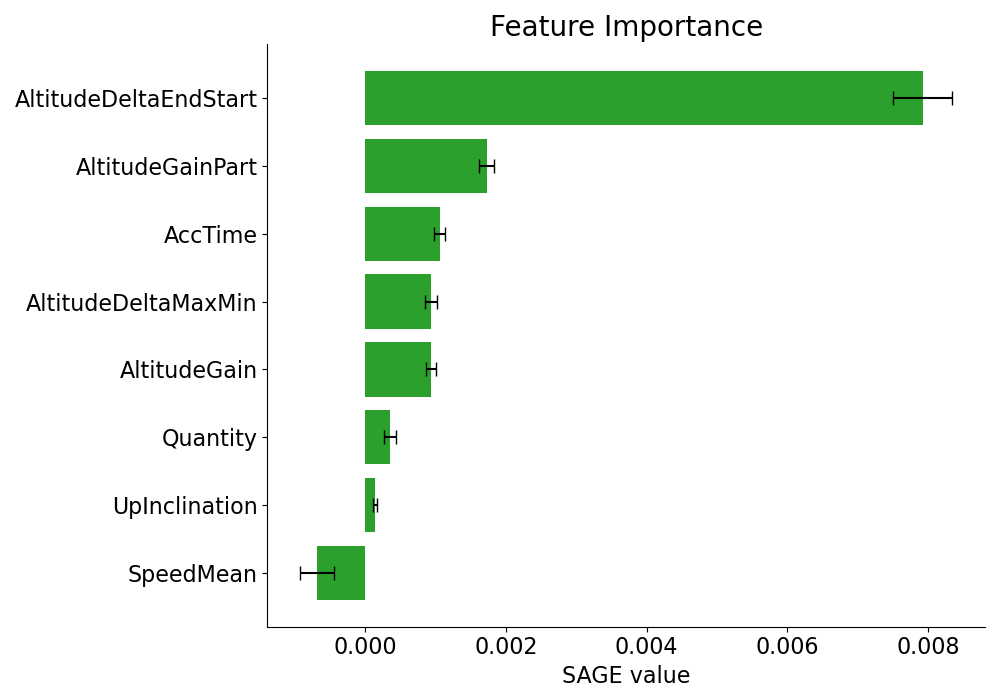 Feature Importance
AltitudeDeltaEndStart
AltitudeGainPart
AccTime
AltitudeDeltaMaxMin
AltitudeGain
Quantity
UpInclination
SpeedMean
0.000 0.002 0.004 0.006 0.008
SAGE value